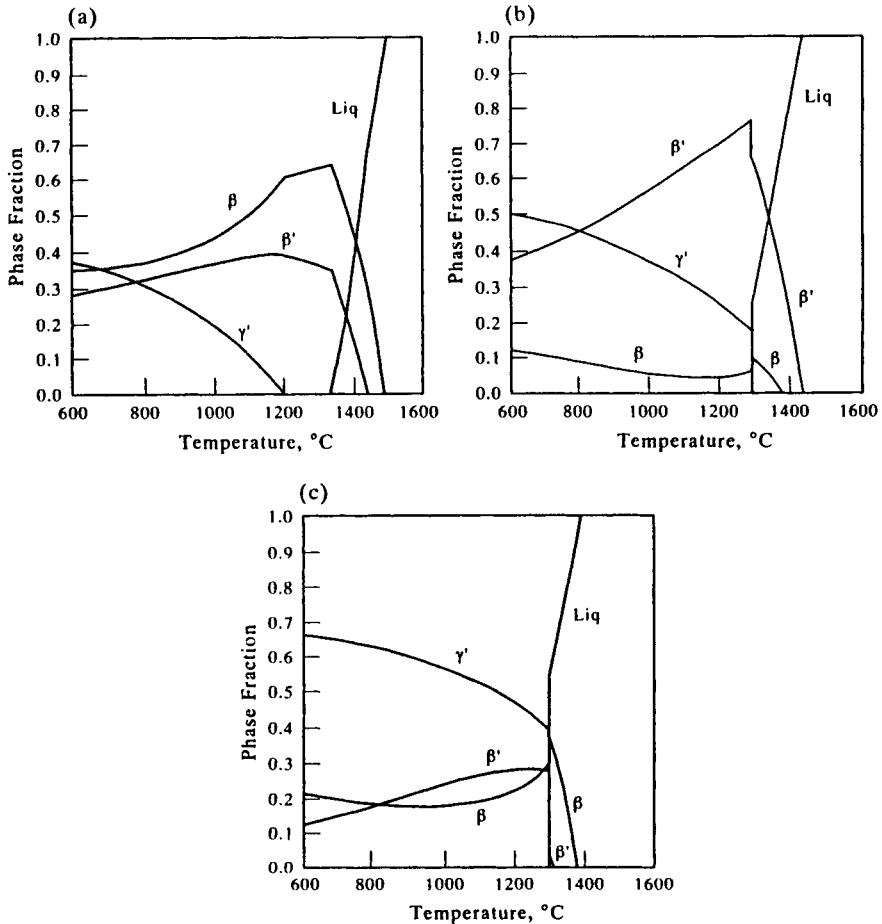 (a)
1.0
0.9
0.8
0.7
0.6
0.5
0.4
0.3
0.2
0.1
0.0
Phase Fraction
Liq
β
β'
γ'
600 800 1000 1200 1400 1600
Temperature, °C
(b)
1.0
0.9
0.8
0.7
0.6
0.5
0.4
0.3
0.2
0.1
0.0
Phase Fraction
Liq
β'
γ'
β'
β
β
600 800 1000 1200 1400 1600
Temperature, °C
(c)
1.0
0.9
0.8
0.7
0.6
0.5
0.4
0.3
0.2
0.1
0.0
Phase Fraction
Liq
γ'
β'
β
β
β'
600 800 1000 1200 1400 1600
Temperature, °C